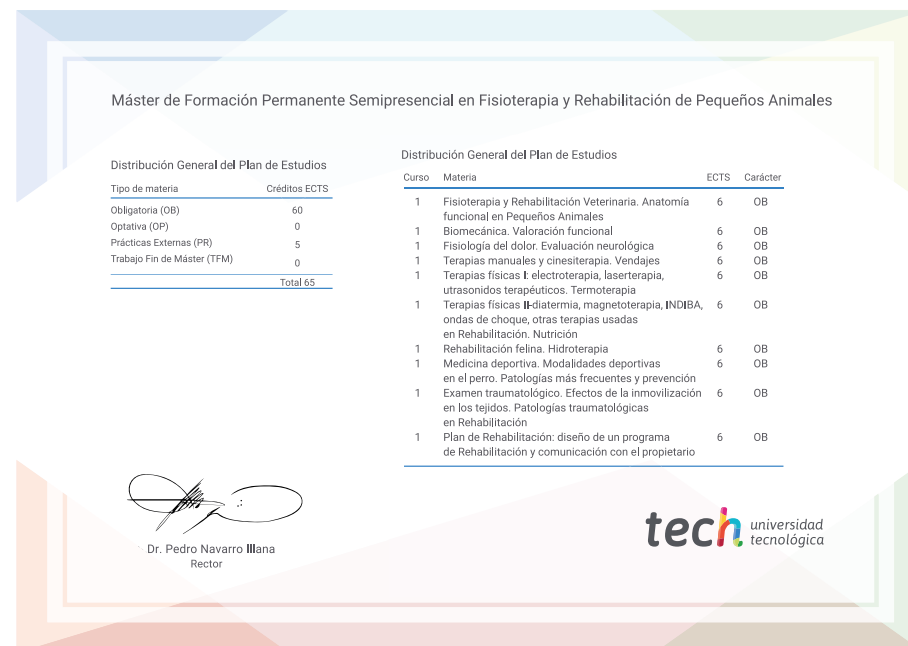 Máster de Formación Permanente Semipresencial en Fisioterapia y Rehabilitación de Pequeños Animales
Distribución General del Plan de Estudios
Tipo de materia Créditos ECTS
Obligatoria (OB) 60
Optativa (OP) 0
Prácticas Externas (PR) 5
Trabajo Fin de Máster (TFM) 0
Total 65
Distribución General del Plan de Estudios
Curso Materia ECTS Carácter
1 Fisioterapia y Rehabilitación Veterinaria. Anatomía 6 OB
funcional en Pequeños Animales
1 Biomecánica. Valoración funcional 6 OB
1 Fisiología del dolor. Evaluación neurológica 6 OB
1 Terapias manuales y cinesiterapia. Vendajes 6 OB
1 Terapias físicas I: electroterapia, laserterapia, 6 OB
utrasonidos terapéuticos. Termoterapia
1 Terapias físicas II-diatermia, magnetoterapia, INDIBA, 6 OB
ondas de choque, otras terapias usadas
en Rehabilitación. Nutrición
1 Rehabilitación felina. Hidroterapia 6 OB
1 Medicina deportiva. Modalidades deportivas 6 OB
en el perro. Patologías más frecuentes y prevención
1 Examen traumatológico. Efectos de la inmovilización 6 OB
en los tejidos. Patologías traumatológicas
en Rehabilitación
1 Plan de Rehabilitación: diseño de un programa 6 OB
de Rehabilitación y comunicación con el propietario
Dr. Pedro Navarro Illana
Rector
tech universidad
tecnológica